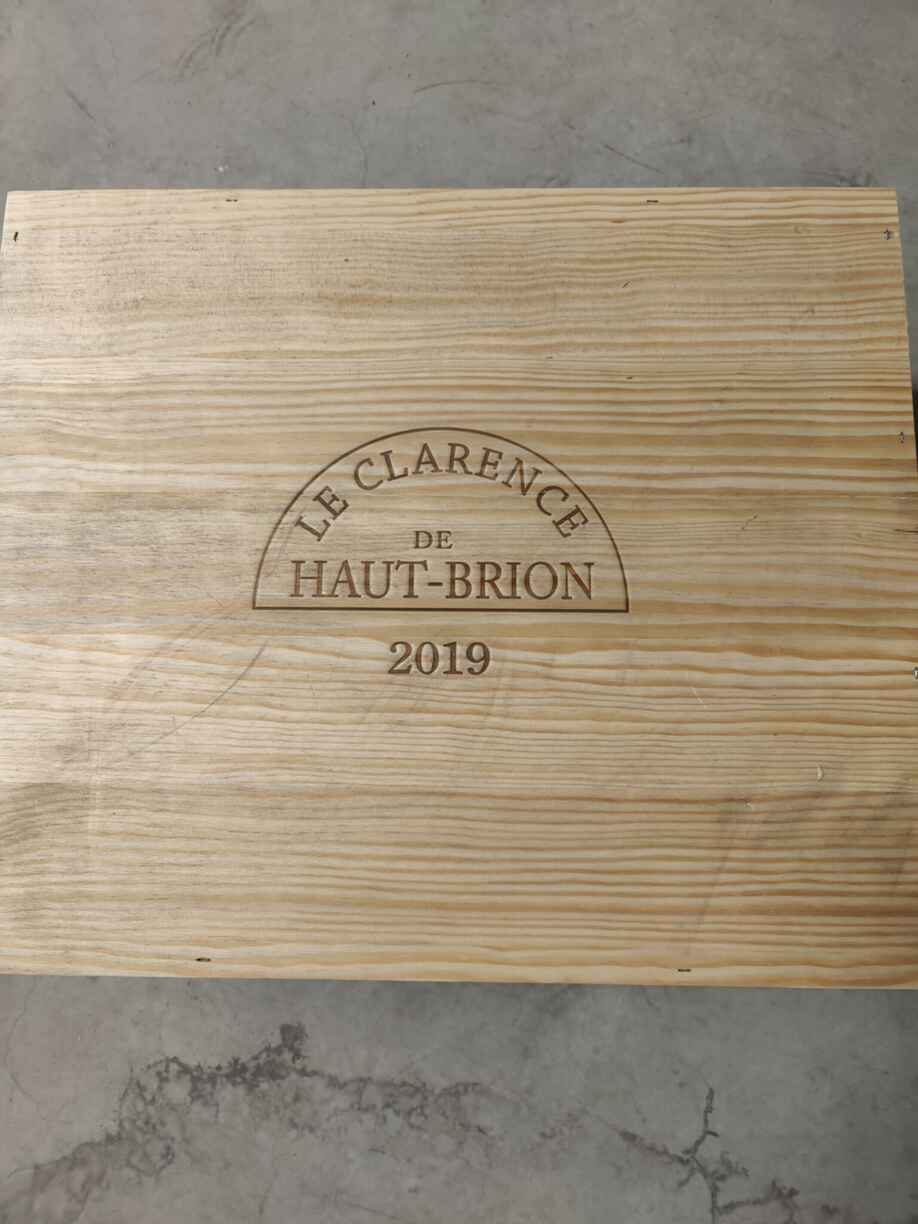 LE CLARENCE
DE
HAUT-BRION
2019